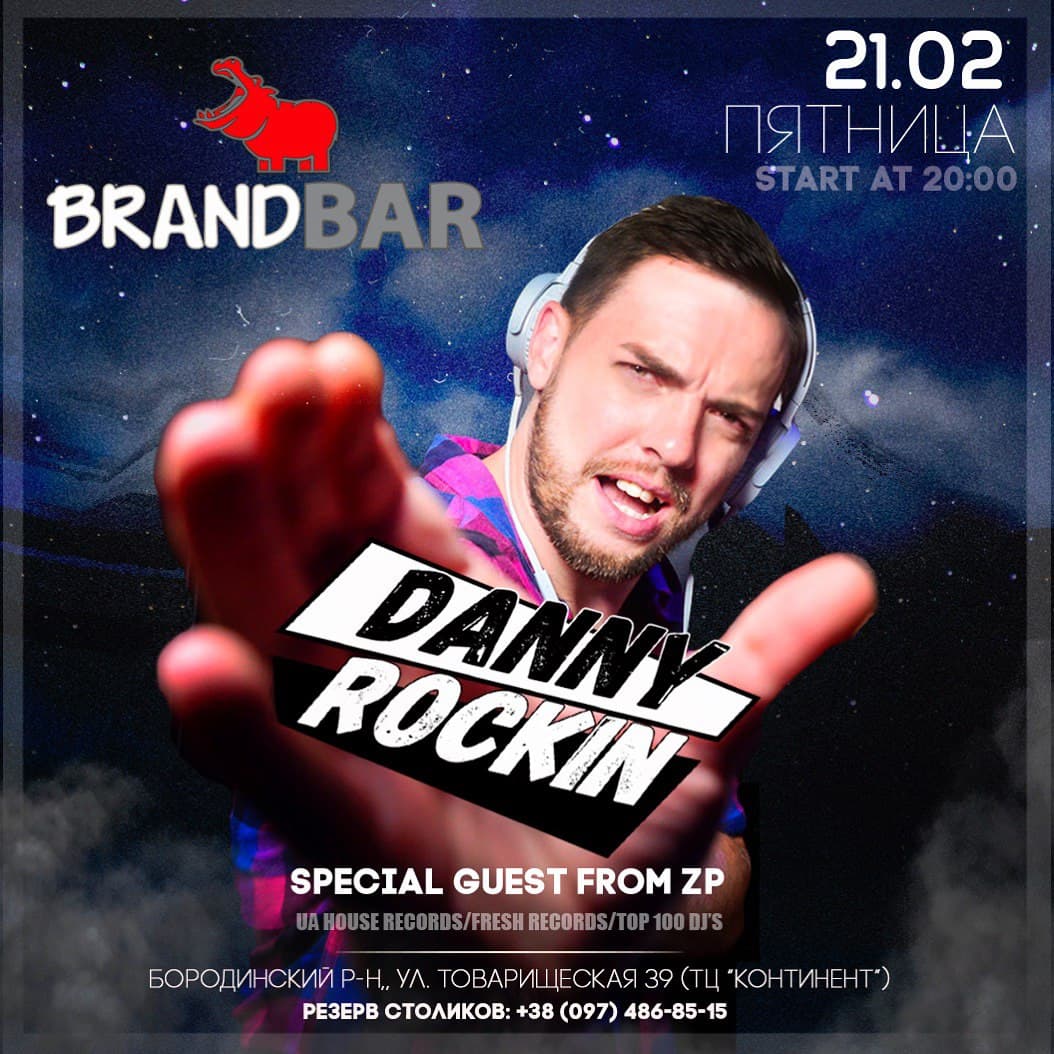 21.02
ПЯТНИЦА
START AT 20:00
BRANDBAR
DANNY
ROCKIN
SPECIAL GUEST FROM ZP
UA HOUSE RECORDS/FRESH RECORDS/TOP 100 DJ'S
БОРОДИНСКИЙ Р-Н,, УЛ. ТОВАРИЩЕСКАЯ 39 (ТЦ "КОНТИНЕНТ")
РЕЗЕРВ СТОЛИКОВ: +38 (097) 486-85-15